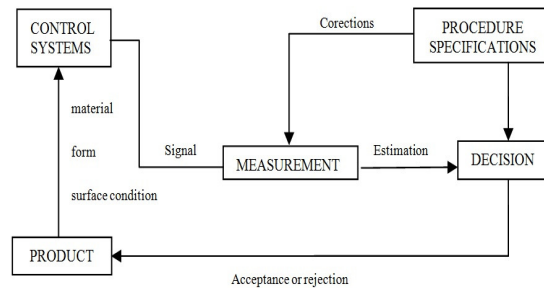 CONTROL
SYSTEMS
Corections
PROCEDURE
SPECIFICATIONS
material
form
surface condition
Signal
MEASUREMENT
Estimation
DECISION
PRODUCT
Acceptance or rejection